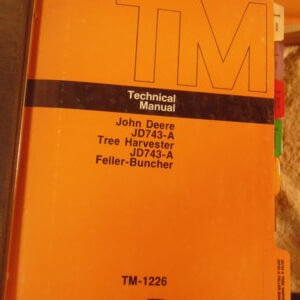 TM
Technical
Manual
John Deere
JD743-A
Tree Harvester
JD743-A
Feller-Buncher
TM-1226